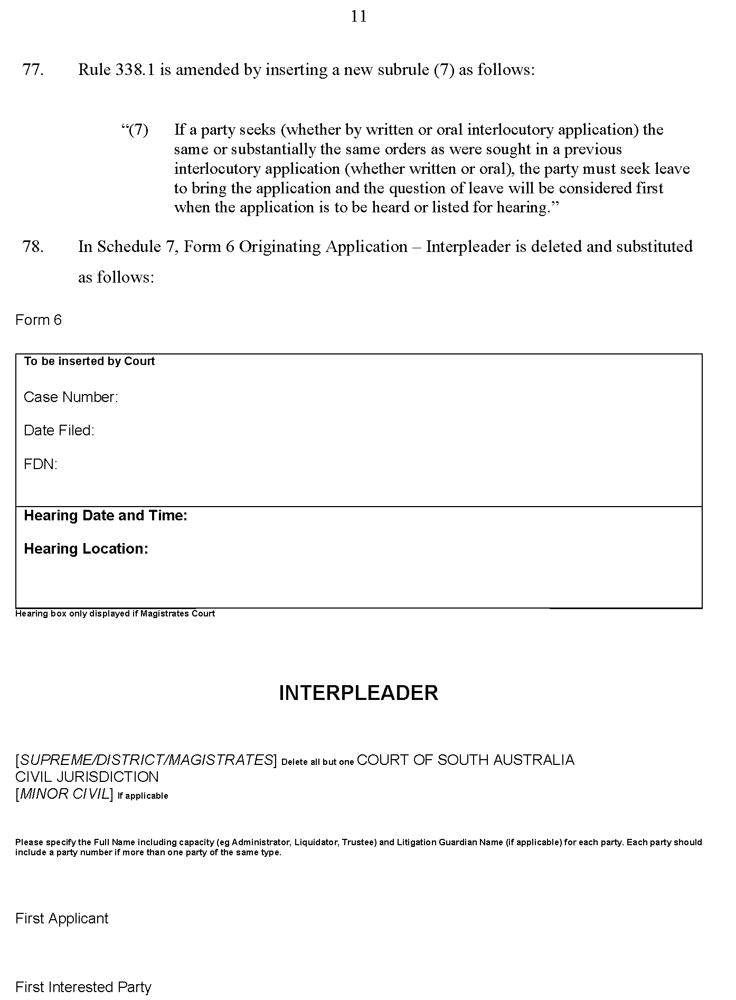 11
77. Rule 338.1 is amended by inserting a new subrule (7) as follows:
“(7) If a party seeks (whether by written or oral interlocutory application) the
same or substantially the same orders as were sought in a previous
interlocutory application (whether written or oral), the party must seek leave
to bring the application and the question of leave will be considered first
when the application is to be heard or listed for hearing.”
78. In Schedule 7, Form 6 Originating Application – Interpleader is deleted and substituted
as follows:
Form 6
To be inserted by Court
Case Number:
Date Filed:
FDN:
Hearing Date and Time:
Hearing Location:
Hearing box only displayed if Magistrates Court
INTERPLEADER
[SUPREME/DISTRICT/MAGISTRATES] Delete all but one COURT OF SOUTH AUSTRALIA
CIVIL JURISDICTION
[MINOR CIVIL] If applicable
Please specify the Full Name including capacity (eg Administrator, Liquidator, Trustee) and Litigation Guardian Name (if applicable) for each party. Each party should
include a party number if more than one party of the same type.
First Applicant
First Interested Party